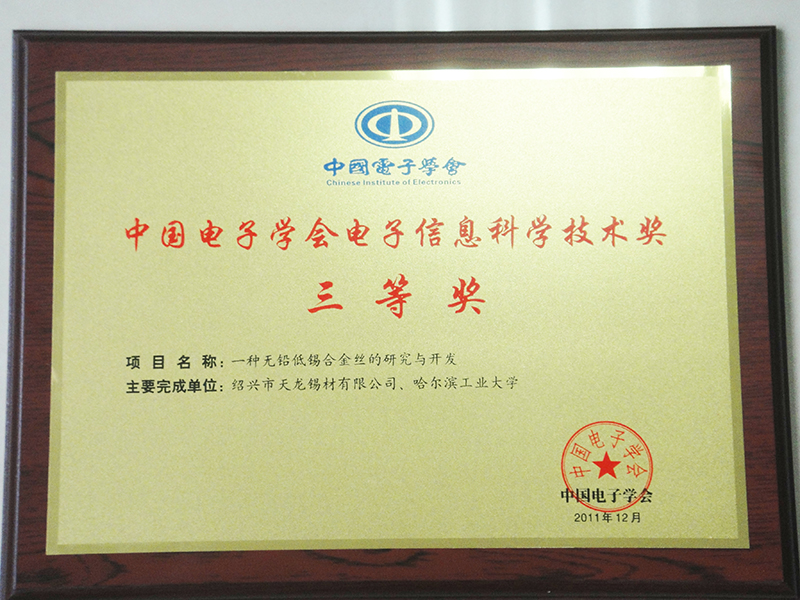 中國電子學會
Chinese Institute of Electronics
中国电子学会电子信息科学技术奖
三等奖
项目名称：一种无铅低锡合金丝的研究与开发
主要完成单位：绍兴市天龙锡材有限公司、哈尔滨工业大学
中国电子学会
中国电子学会
2011年12月